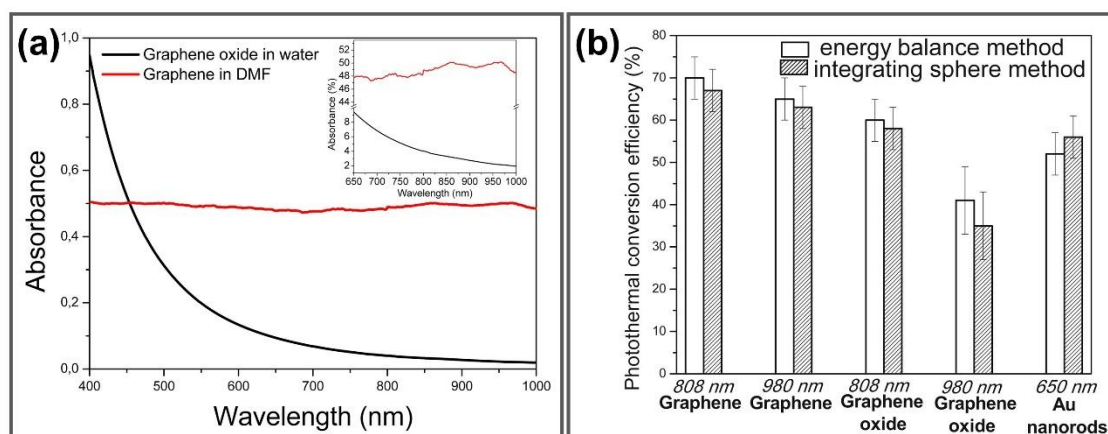 (a)
1,0
0,8
0,6
0,4
0,2
0,0
Absorbance
Graphene oxide in water
Graphene in DMF
400 500 600 700 800 900 1000
Wavelength (nm)
52
50
48
46
44
8
6
4
2
Absorbance (%)
650 700 750 800 850 900 950 1000
Wavelength (nm)
(b)
energy balance method
integrating sphere method
Photothermal conversion efficiency (%)
80
70
60
50
40
30
20
10
0
808 nm 980 nm 808 nm 980 nm 650 nm
Graphene Graphene Graphene Graphene Au
oxide oxide nanorods